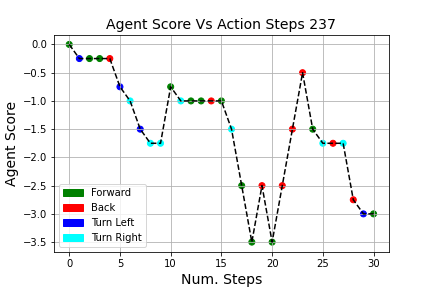 Agent Score Vs Action Steps 237
Agent Score
0.0
−0.5
−1.0
−1.5
−2.0
−2.5
−3.0
−3.5
Forward
Back
Turn Left
Turn Right
0 5 10 15 20 25 30
Num. Steps